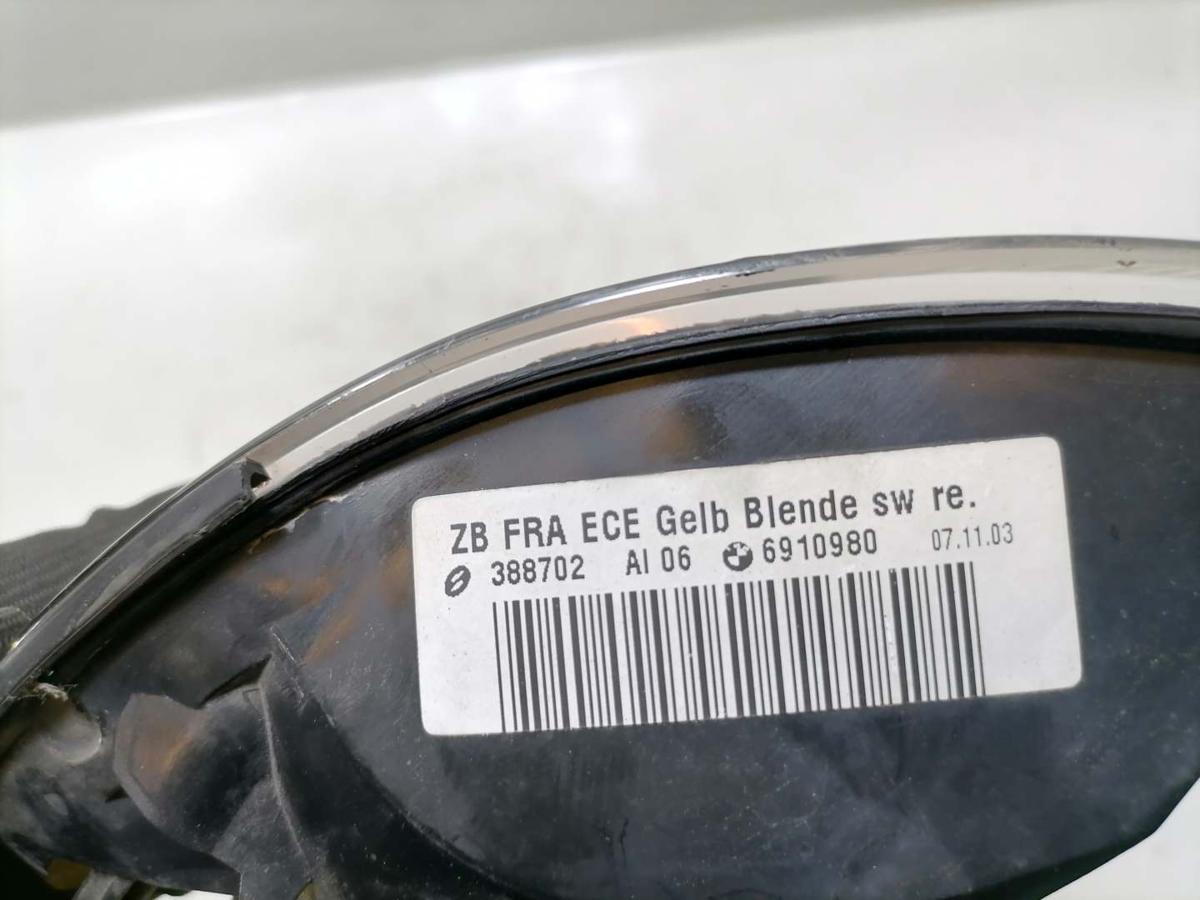 ZB FRA ECE Gelb Blende sw re.
388702 AI 06 6910980 07.11.03